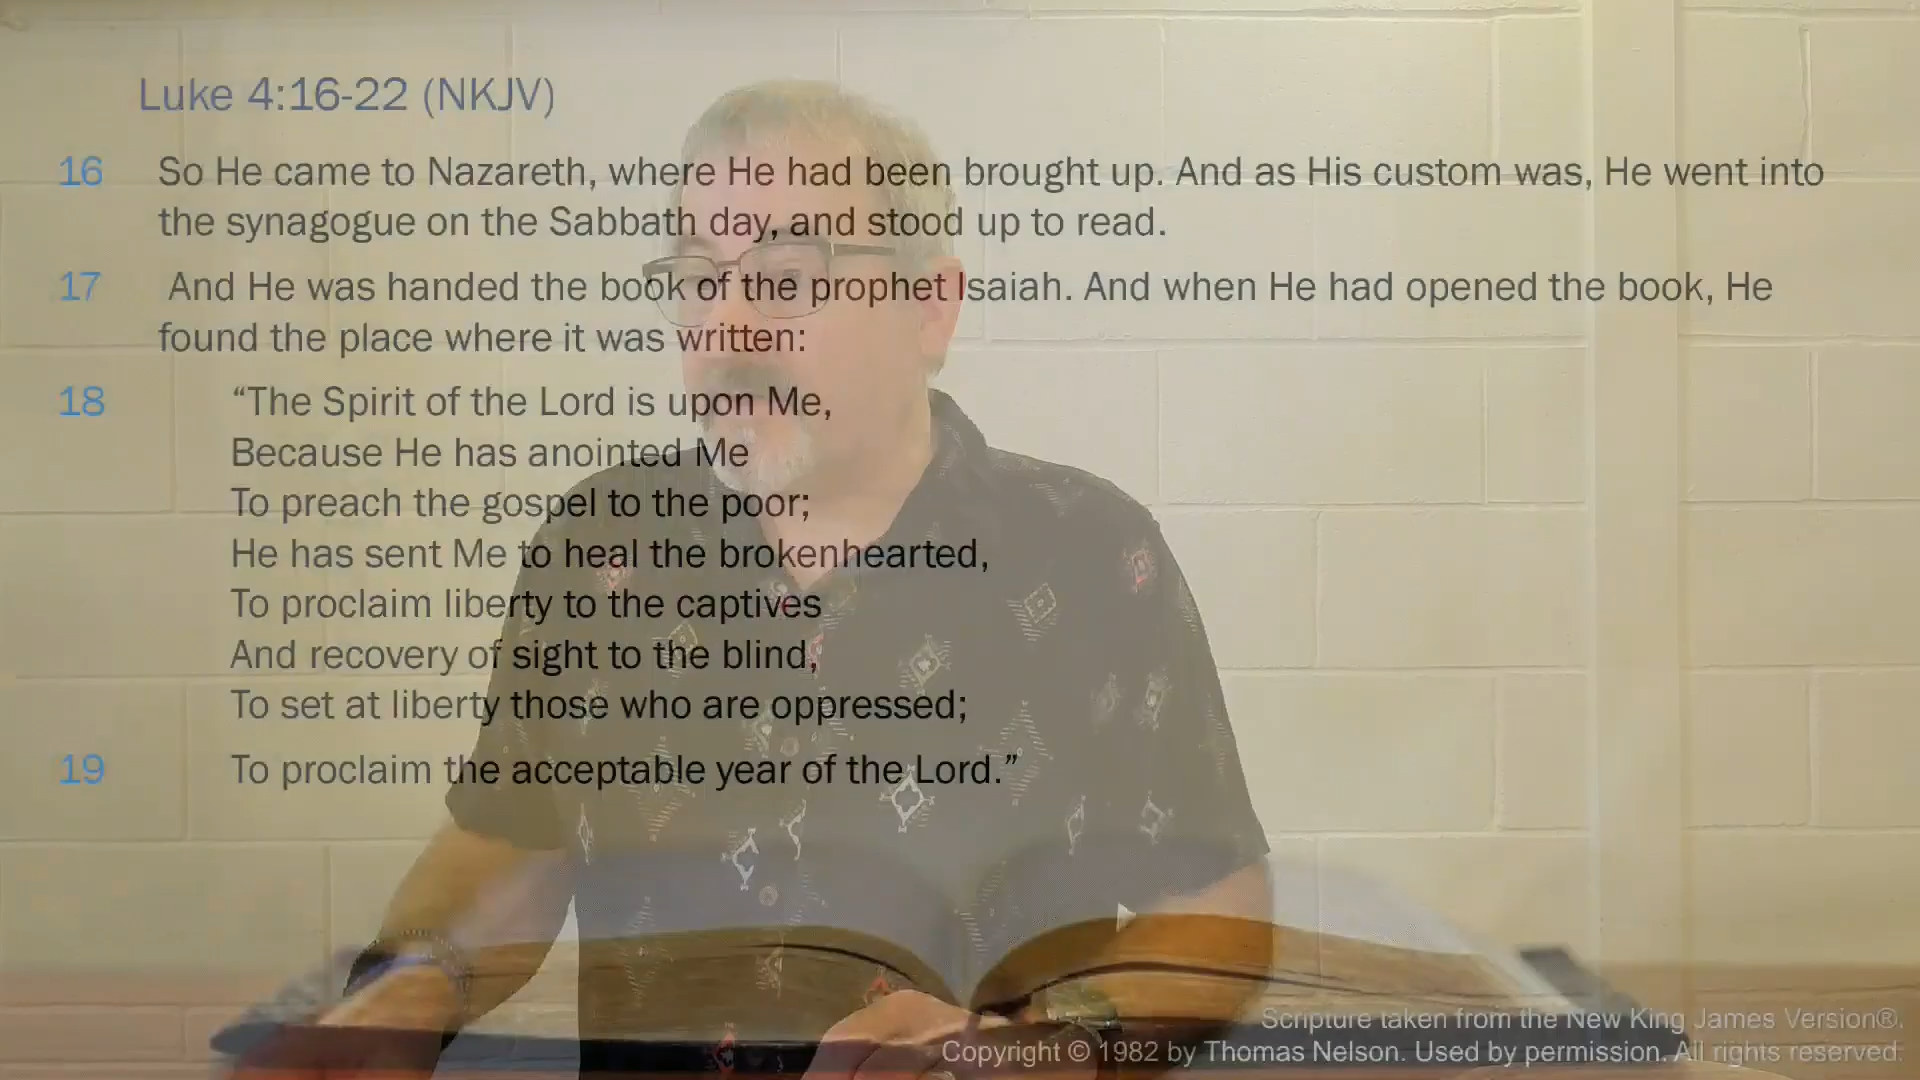 Luke 4:16-22 (NKJV)
16 So He came to Nazareth, where He had been brought up. And as His custom was, He went into
the synagogue on the Sabbath day, and stood up to read.
17 And He was handed the book of the prophet Isaiah. And when He had opened the book, He
found the place where it was written:
18 “The Spirit of the Lord is upon Me,
Because He has anointed Me
To preach the gospel to the poor;
He has sent Me to heal the brokenhearted,
To proclaim liberty to the captives
And recovery of sight to the blind,
To set at liberty those who are oppressed;
19 To proclaim the acceptable year of the Lord.”
Scripture taken from the New King James Version®.
Copyright © 1982 by Thomas Nelson. Used by permission. All rights reserved.